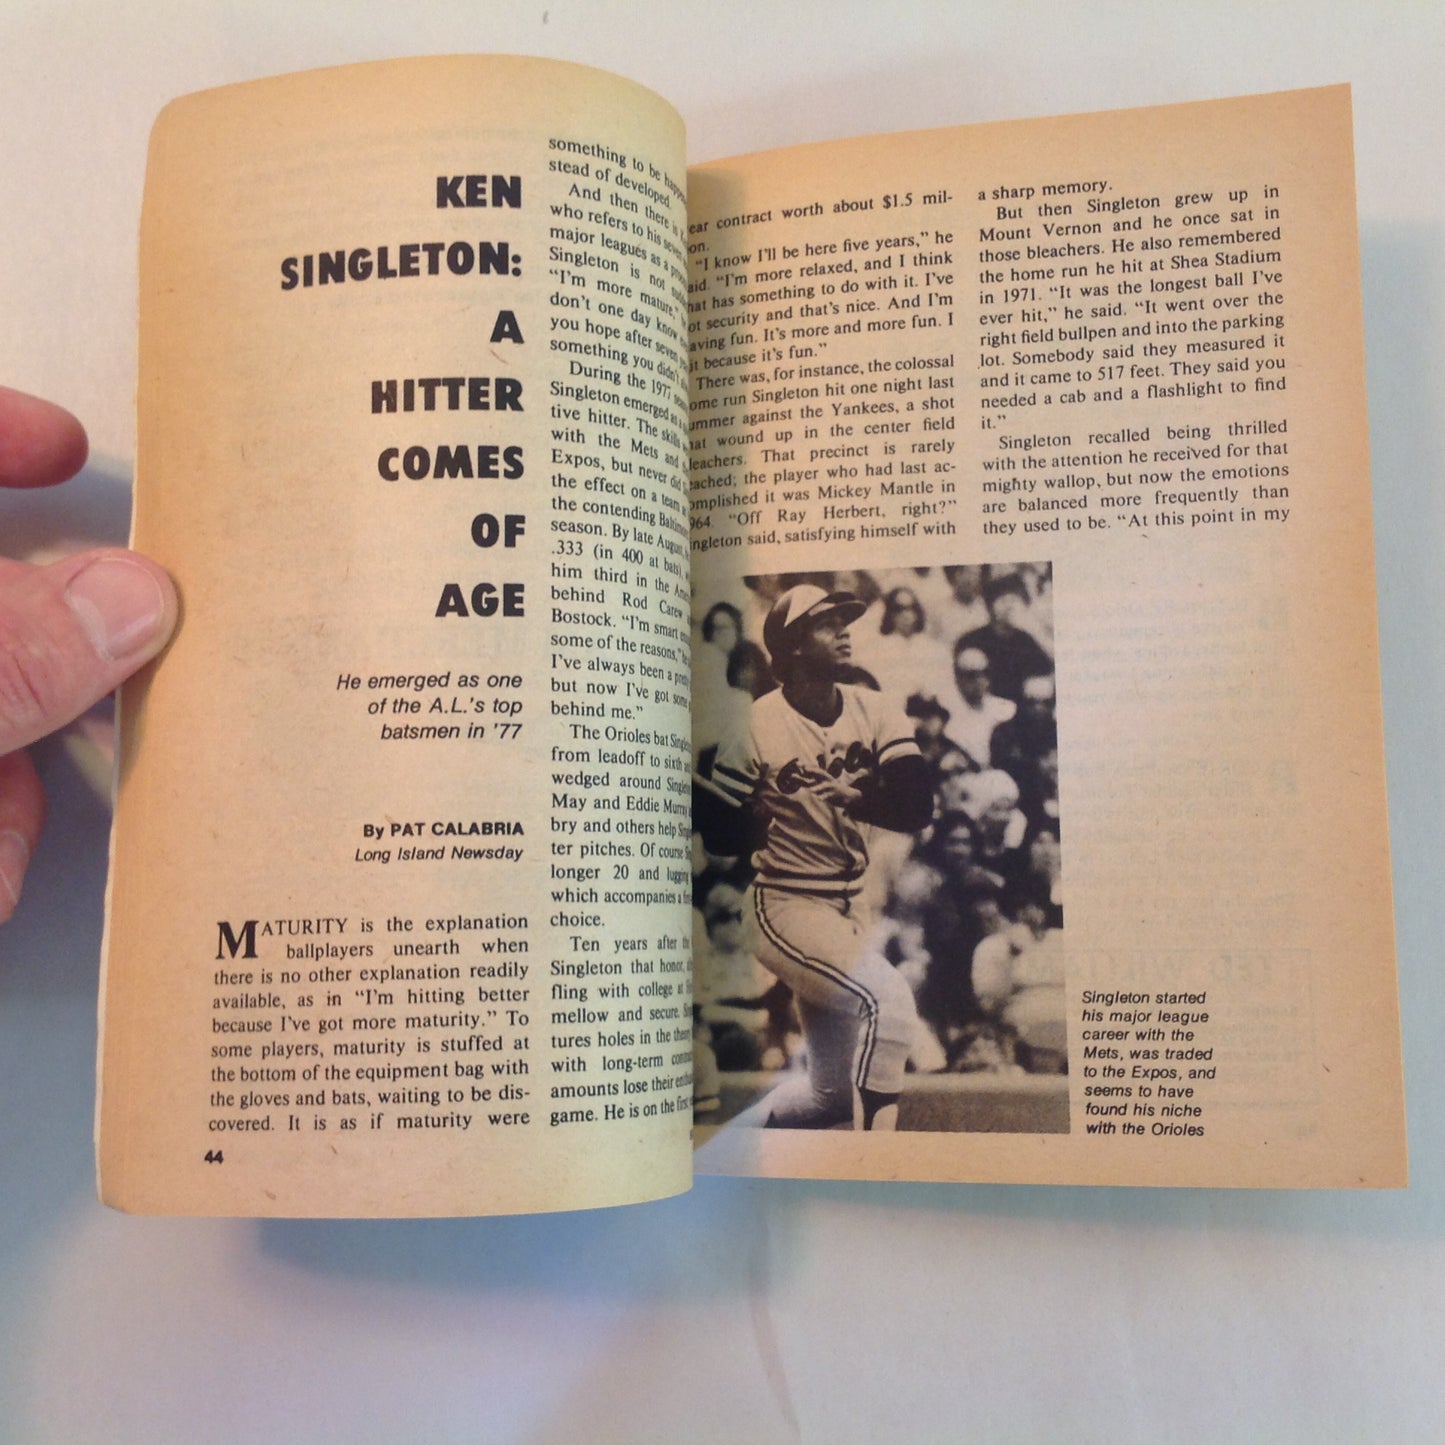 KEN
SINGLETON:
A
HITTER
COMES
OF
AGE
He emerged as one
of the A.L.'s top
batsmen in '77
By PAT CALABRIA
Long Island Newsday
MATURITY is the explanation
ballplayers unearth when
there is no other explanation readily
available, as in "I'm hitting better
because I've got more maturity." To
some players, maturity is stuffed at
the bottom of the equipment bag with
the gloves and bats, waiting to be dis-
covered. It is as if maturity were
44
something to be
stead of developed.
And then there is
who refers to his seven
major leagues as a
Singleton is not
"I'm more mature,"
don't one day know
you hope after seven
something you didn't
During the 1977
Singleton emerged as a
tive hitter. The skills
with the Mets and
Expos, but never did
the effect on a team
the contending
season. By late August,
.333 (in 400 at bats),
him third in the
behind Rod Carew
Bostock. "I'm smart
some of the reasons,"
I've always been a
but now I've got some
behind me."
The Orioles bat
from leadoff to sixth
wedged around
May and Eddie Murray
bry and others help
ter pitches. Of course
longer 20 and lugging
which accompanies a
choice.
Ten years after the
Singleton that honor,
fling with college at
mellow and secure.
tures holes in the theory
with long-term
amounts lose their
game. He is on the first
contract worth about $1.5 mil-
"I know I'll be here five years," he
"I'm more relaxed, and I think
has something to do with it. I've
security and that's nice. And I'm
fun. It's more and more fun. I
it because it's fun."
There was, for instance, the colossal
run Singleton hit one night last
against the Yankees, a shot
wound up in the center field
That precinct is rarely
the player who had last ac-
it was Mickey Mantle in
"Off Ray Herbert, right?"
said, satisfying himself with
a sharp memory.
But then Singleton grew up in
Mount Vernon and he once sat in
those bleachers. He also remembered
the home run he hit at Shea Stadium
in 1971. "It was the longest ball I've
ever hit," he said. "It went over the
right field bullpen and into the parking
lot. Somebody said they measured it
and it came to 517 feet. They said you
needed a cab and a flashlight to find
it."
Singleton recalled being thrilled
with the attention he received for that
mighty wallop, but now the emotions
are balanced more frequently than
they used to be. "At this point in my
Singleton started
his major league
career with the
Mets, was traded
to the Expos, and
seems to have
found his niche
with the Orioles